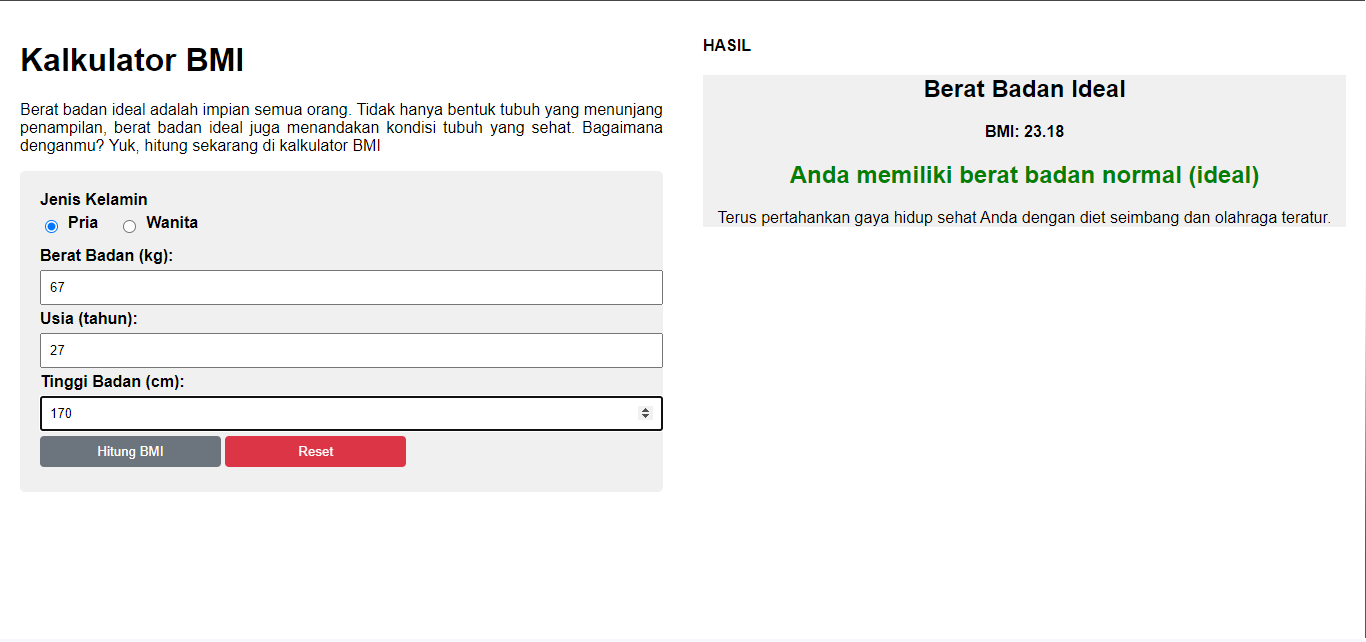 Kalkulator BMI
Berat badan ideal adalah impian semua orang. Tidak hanya bentuk tubuh yang menunjang
penampilan, berat badan ideal juga menandakan kondisi tubuh yang sehat. Bagaimana
denganmu? Yuk, hitung sekarang di kalkulator BMI
Jenis Kelamin
Pria Wanita
Berat Badan (kg):
67
Usia (tahun):
27
Tinggi Badan (cm):
170
Hitung BMI Reset
HASIL
Berat Badan Ideal
BMI: 23.18
Anda memiliki berat badan normal (ideal)
Terus pertahankan gaya hidup sehat Anda dengan diet seimbang dan olahraga teratur.